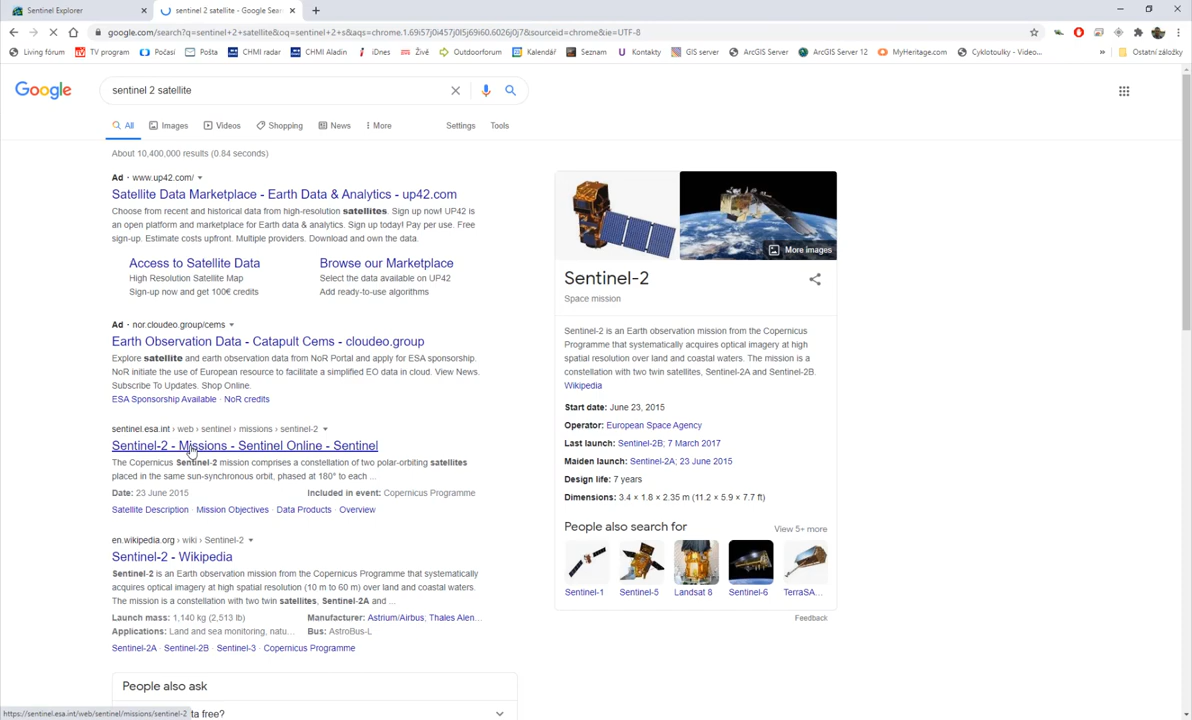 Sentinel Explorer
sentinel 2 satellite - Google Sear
google.com/search?q=sentinel+2+satellite&oq=sentinel+2+s&aqs=chrome.1.69i57j0i457j0l5j69i60.6026j0j7&sourceid=chrome&ie=UTF-8
Living fórum
TV program
Počasí
Pošta
CHMI radar
CHMI Aladin
iDnes
Živě
Outdoorforum
Kalendář
Seznam
Kontakty
GIS server
ArcGIS Server
ArcGIS Server 12
MyHeritage.com
Cyklotoulky - Video...
»
Ostatní záložky
Google
sentinel 2 satellite
All
Images
Videos
Shopping
News
More
Settings
Tools
About 10,400,000 results (0.84 seconds)
Ad · www.up42.com/
Satellite Data Marketplace - Earth Data & Analytics - up42.com
Choose from recent and historical data from high-resolution satellites. Sign up now! UP42 is
an open platform and marketplace for Earth data & analytics. Sign up today! Pay per use. Free
sign-up. Estimate costs upfront. Multiple providers. Download and own the data.
Access to Satellite Data
High Resolution Satellite Map
Sign-up now and get 100€ credits
Browse our Marketplace
Select the data available on UP42
Add ready-to-use algorithms
Ad · nor.cloudeo.group/cems
Earth Observation Data - Catapult Cems - cloudeo.group
Explore satellite and earth observation data from NoR Portal and apply for ESA sponsorship.
NoR initiate the use of European resource to facilitate a simplified EO data in cloud. View News.
Subscribe To Updates. Shop Online.
ESA Sponsorship Available · NoR credits
sentinel.esa.int › web › sentinel › missions › sentinel-2
Sentinel-2 - Missions - Sentinel Online - Sentinel
The Copernicus Sentinel-2 mission comprises a constellation of two polar-orbiting satellites
placed in the same sun-synchronous orbit, phased at 180° to each ...
Date: 23 June 2015
Included in event: Copernicus Programme
Satellite Description · Mission Objectives · Data Products · Overview
en.wikipedia.org › wiki › Sentinel-2
Sentinel-2 - Wikipedia
Sentinel-2 is an Earth observation mission from the Copernicus Programme that systematically
acquires optical imagery at high spatial resolution (10 m to 60 m) over land and coastal waters.
The mission is a constellation with two twin satellites, Sentinel-2A and ...
Launch mass: 1,140 kg (2,513 lb)
Manufacturer: Astrium/Airbus; Thales Alen...
Applications: Land and sea monitoring, natu...
Bus: AstroBus-L
Sentinel-2A · Sentinel-2B · Sentinel-3 · Copernicus Programme
People also ask
ta free?
https://sentinel.esa.int/web/sentinel/missions/sentinel-2
More images
Sentinel-2
Space mission
Sentinel-2 is an Earth observation mission from the Copernicus
Programme that systematically acquires optical imagery at high
spatial resolution over land and coastal waters. The mission is a
constellation with two twin satellites, Sentinel-2A and Sentinel-2B.
Wikipedia
Start date: June 23, 2015
Operator: European Space Agency
Last launch: Sentinel-2B; 7 March 2017
Maiden launch: Sentinel-2A; 23 June 2015
Design life: 7 years
Dimensions: 3.4 × 1.8 × 2.35 m (11.2 × 5.9 × 7.7 ft)
People also search for
View 5+ more
Sentinel-1
Sentinel-5
Landsat 8
Sentinel-6
TerraSA...
Feedback